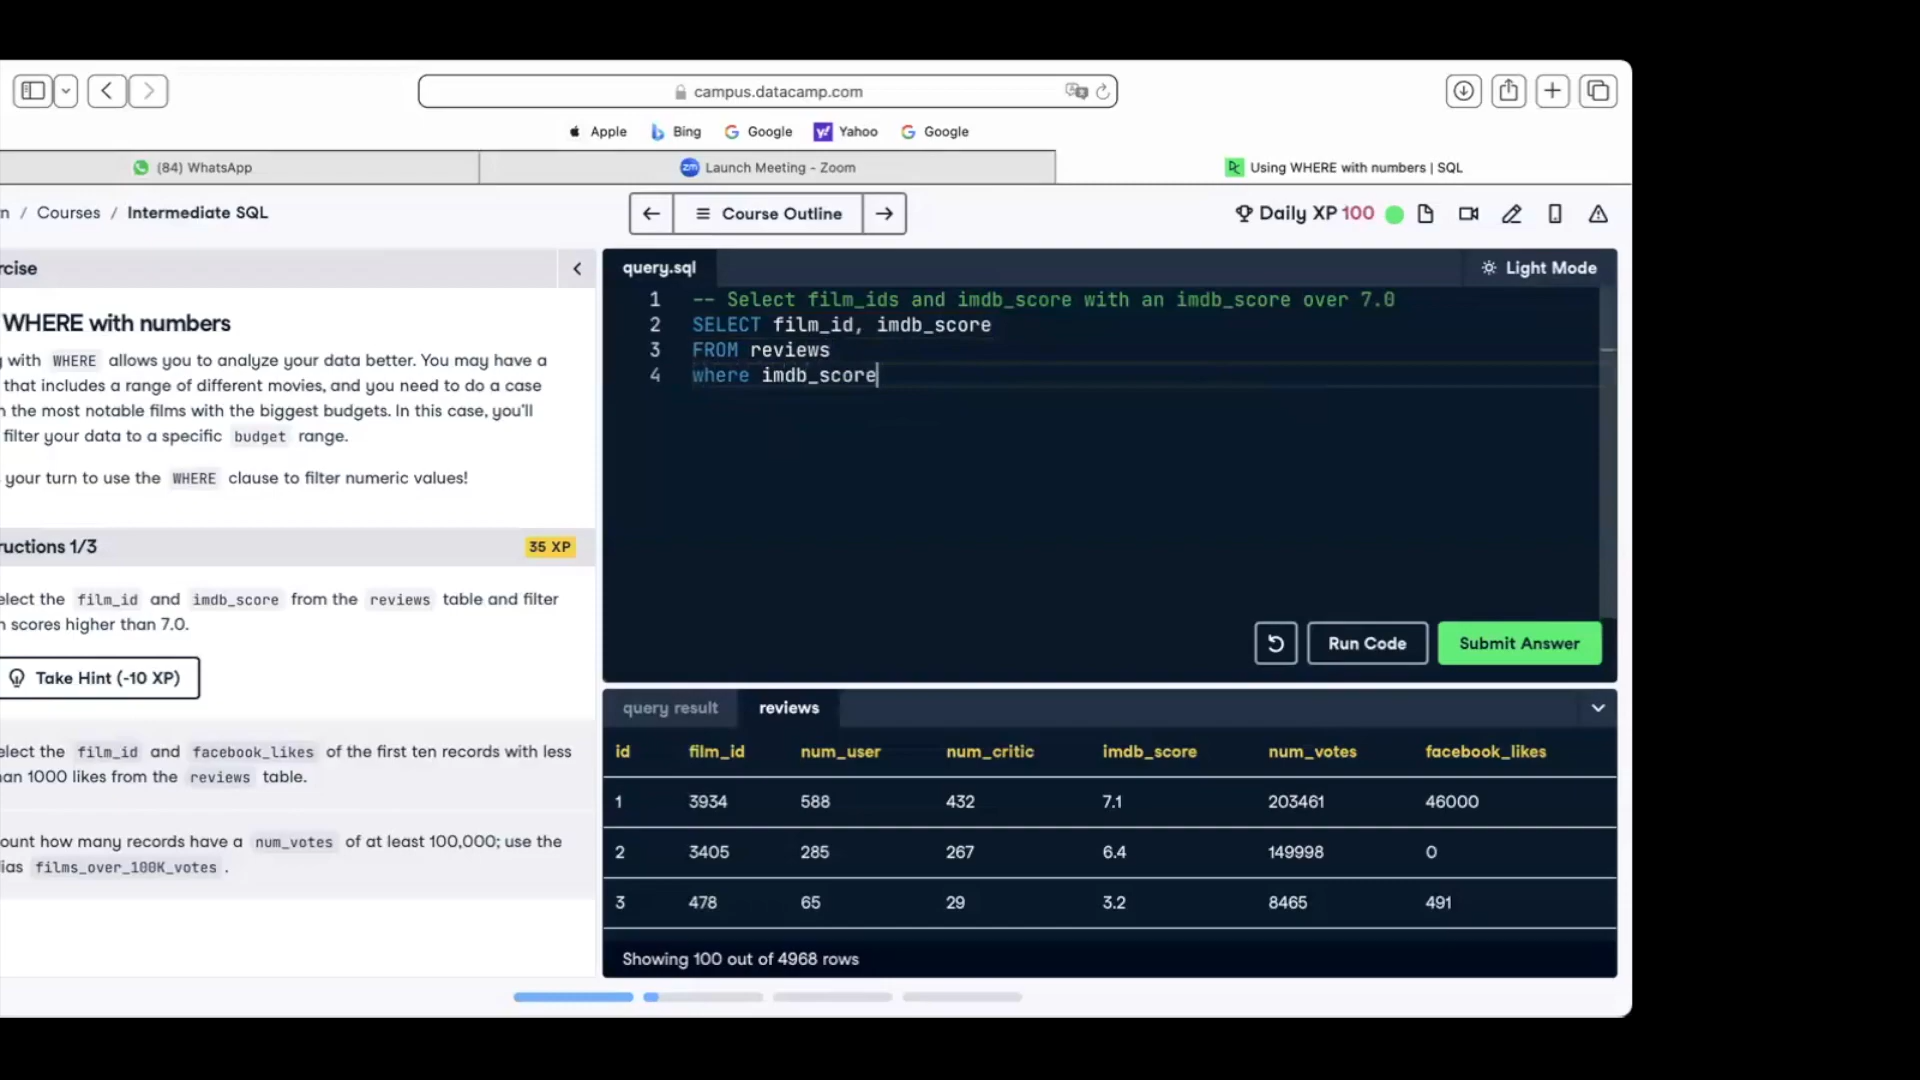 campus.datacamp.com
Apple Bing Google Yahoo Google
(84) WhatsApp Launch Meeting - Zoom Using WHERE with numbers | SQL
n / Courses / Intermediate SQL
Course Outline
Daily XP 100
rcise
WHERE with numbers
g with WHERE allows you to analyze your data better. You may have a
that includes a range of different movies, and you need to do a case
n the most notable films with the biggest budgets. In this case, you'll
filter your data to a specific budget range.
your turn to use the WHERE clause to filter numeric values!
ructions 1/3 35 XP
elect the film_id and imdb_score from the reviews table and filter
n scores higher than 7.0.
Take Hint (-10 XP)
elect the film_id and facebook_likes of the first ten records with less
an 1000 likes from the reviews table.
ount how many records have a num_votes of at least 100,000; use the
ias films_over_100K_votes .
query.sql Light Mode
1 -- Select film_ids and imdb_score with an imdb_score over 7.0
2 SELECT film_id, imdb_score
3 FROM reviews
4 where imdb_score
Run Code Submit Answer
query result reviews
id film_id num_user num_critic imdb_score num_votes facebook_likes
1 3934 588 432 7.1 203461 46000
2 3405 285 267 6.4 149998 0
3 478 65 29 3.2 8465 491
Showing 100 out of 4968 rows